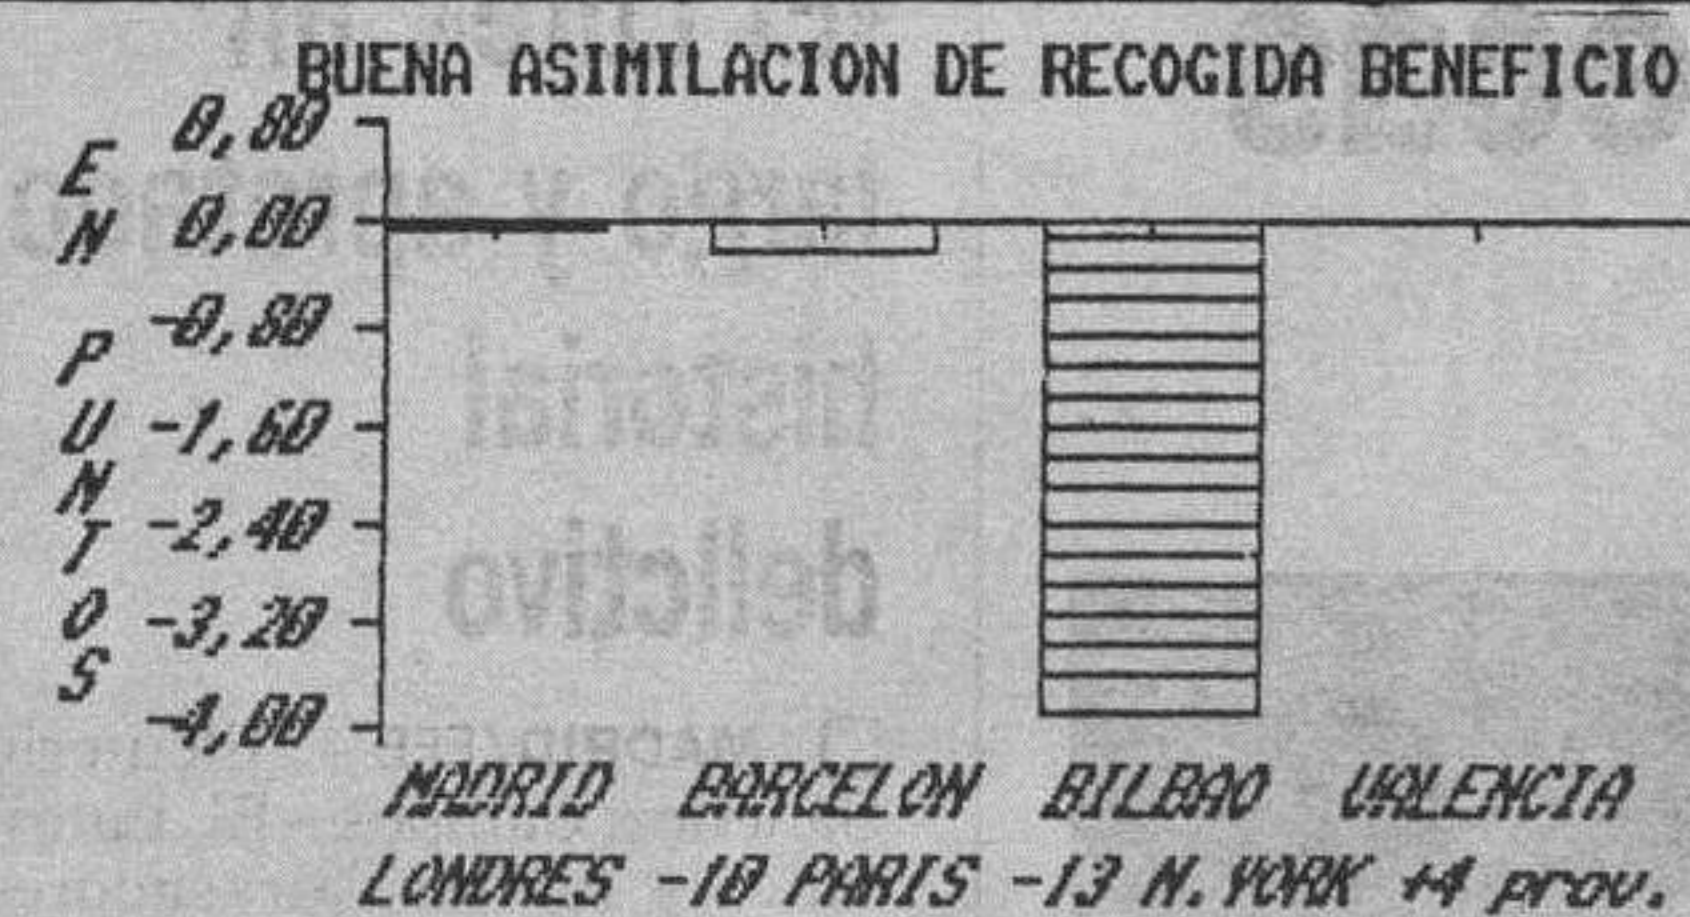 BUENA ASIMILACION DE RECOGIDA BENEFICIO
EN PUNTOS
0,80
0,00
-0,80
-1,60
-2,40
-3,20
-4,00
MADRID BARCELON BILBAO VALENCIA
LONDRES -10 PARIS -13 N.YORK +4 prov.